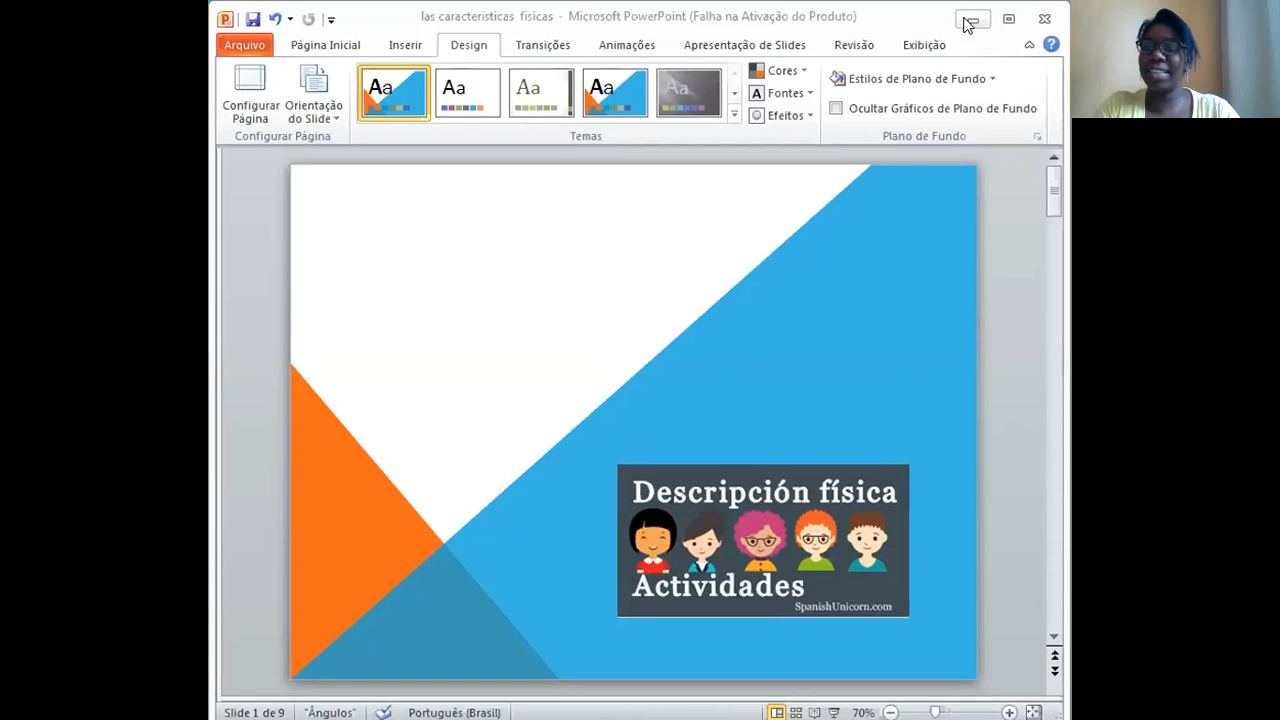 las caracteristicas fisicas - Microsoft PowerPoint (Falha na Ativação do Produto)
Arquivo Página Inicial Inserir Design Transições Animações Apresentação de Slides Revisão Exibição
Configurar Página
Orientação do Slide
Configurar Página
Aa Aa Aa Aa Aa
Temas
Cores
Fontes
Efeitos
Estilos de Plano de Fundo
Ocultar Gráficos de Plano de Fundo
Plano de Fundo
Descripción física
Actividades
SpanishUnicorn.com
Slide 1 de 9 "Ângulos" Português (Brasil) 70%